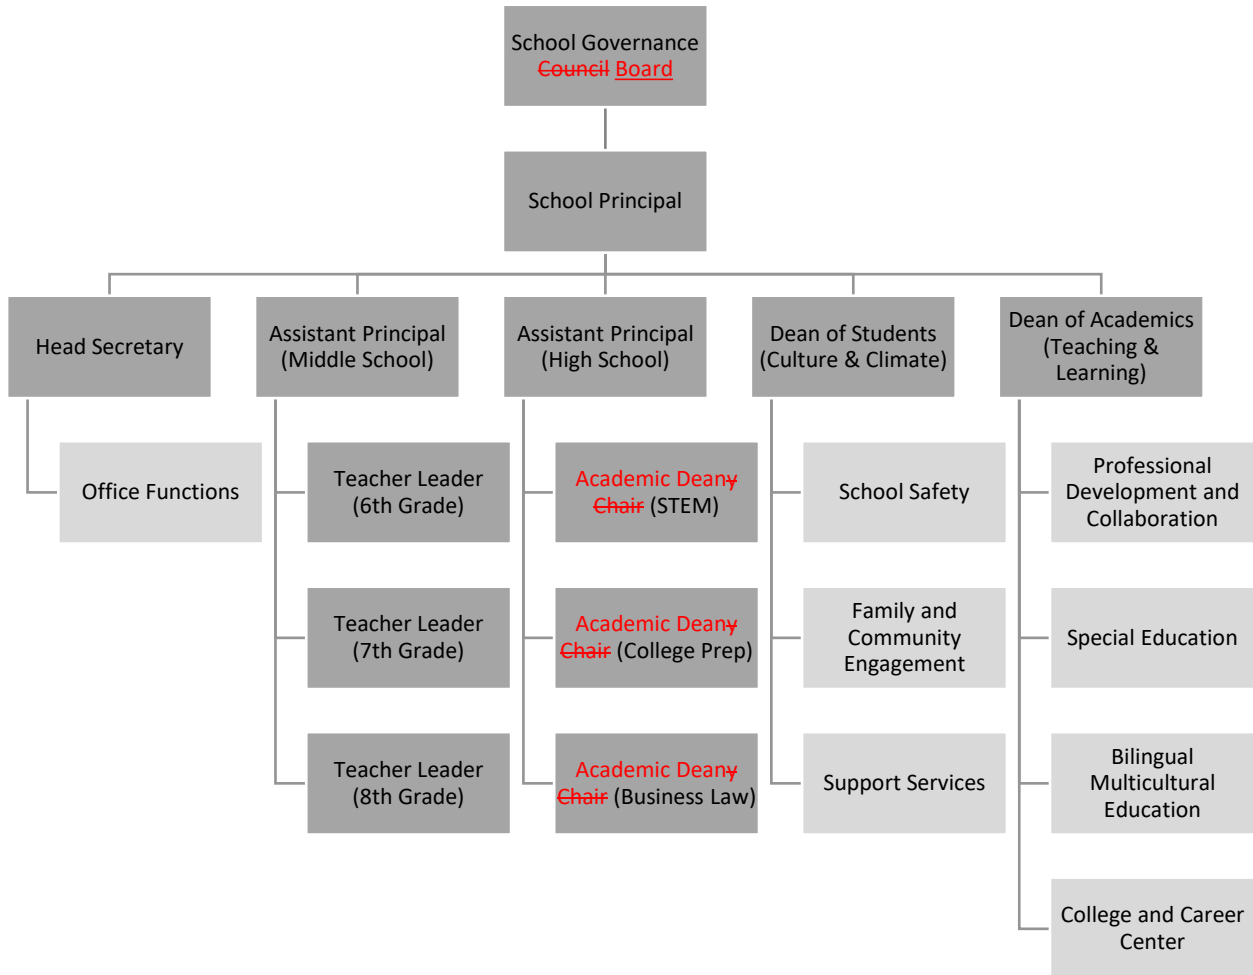 School Governance
Council Board
School Principal
Head Secretary
Assistant Principal
(Middle School)
Assistant Principal
(High School)
Dean of Students
(Culture & Climate)
Dean of Academics
(Teaching &
Learning)
Office Functions
Teacher Leader
(6th Grade)
Teacher Leader
(7th Grade)
Teacher Leader
(8th Grade)
Academic Deany
Chair (STEM)
Academic Deany
Chair (College Prep)
Academic Deany
Chair (Business Law)
School Safety
Family and
Community
Engagement
Support Services
Professional
Development and
Collaboration
Special Education
Bilingual
Multicultural
Education
College and Career
Center